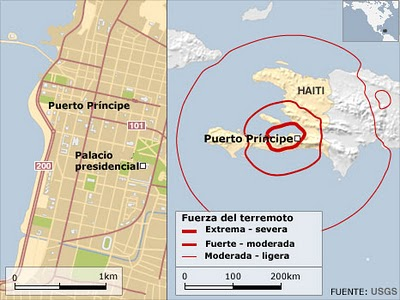 Puerto Príncipe
101
Palacio
presidencial
200
0 1km
HAITI
Puerto Príncipe
Fuerza del terremoto
Extrema - severa
Fuerte - moderada
Moderada - ligera
0 100 200km
FUENTE: USGS